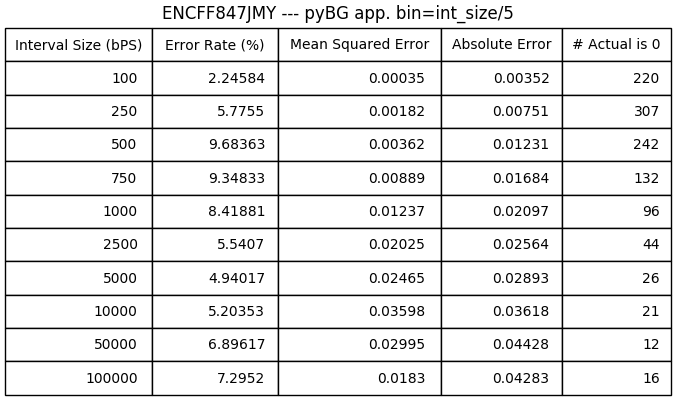 ENCFF847JMY --- pyBG app. bin=int_size/5
Interval Size (bPS) Error Rate (%) Mean Squared Error Absolute Error # Actual is 0
100 2.24584 0.00035 0.00352 220
250 5.7755 0.00182 0.00751 307
500 9.68363 0.00362 0.01231 242
750 9.34833 0.00889 0.01684 132
1000 8.41881 0.01237 0.02097 96
2500 5.5407 0.02025 0.02564 44
5000 4.94017 0.02465 0.02893 26
10000 5.20353 0.03598 0.03618 21
50000 6.89617 0.02995 0.04428 12
100000 7.2952 0.0183 0.04283 16